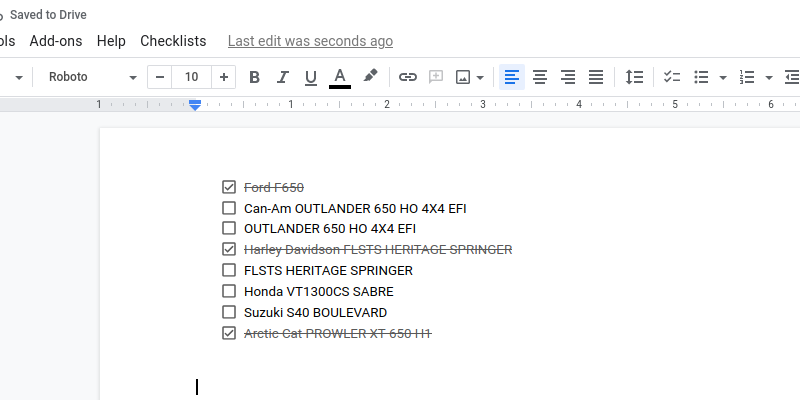 Saved to Drive
ols Add-ons Help Checklists Last edit was seconds ago
Roboto 10 B I U A
1 1 2 3 4 5 6
Ford F650
Can-Am OUTLANDER 650 HO 4X4 EFI
OUTLANDER 650 HO 4X4 EFI
Harley Davidson FLSTS HERITAGE SPRINGER
FLSTS HERITAGE SPRINGER
Honda VT1300CS SABRE
Suzuki S40 BOULEVARD
Arctic Cat PROWLER XT 650 H1